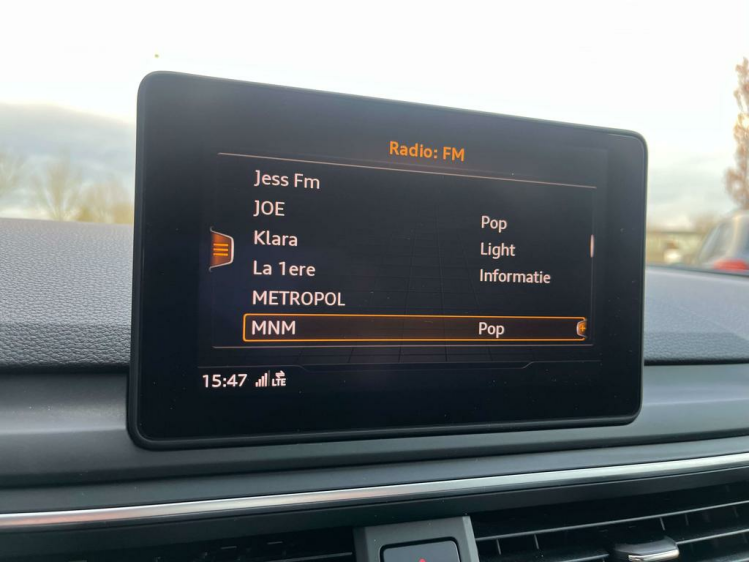 Radio: FM
Jess Fm
JOE Pop
Klara Light
La 1ere Informatie
METROPOL
MNM Pop
15:47 LTE